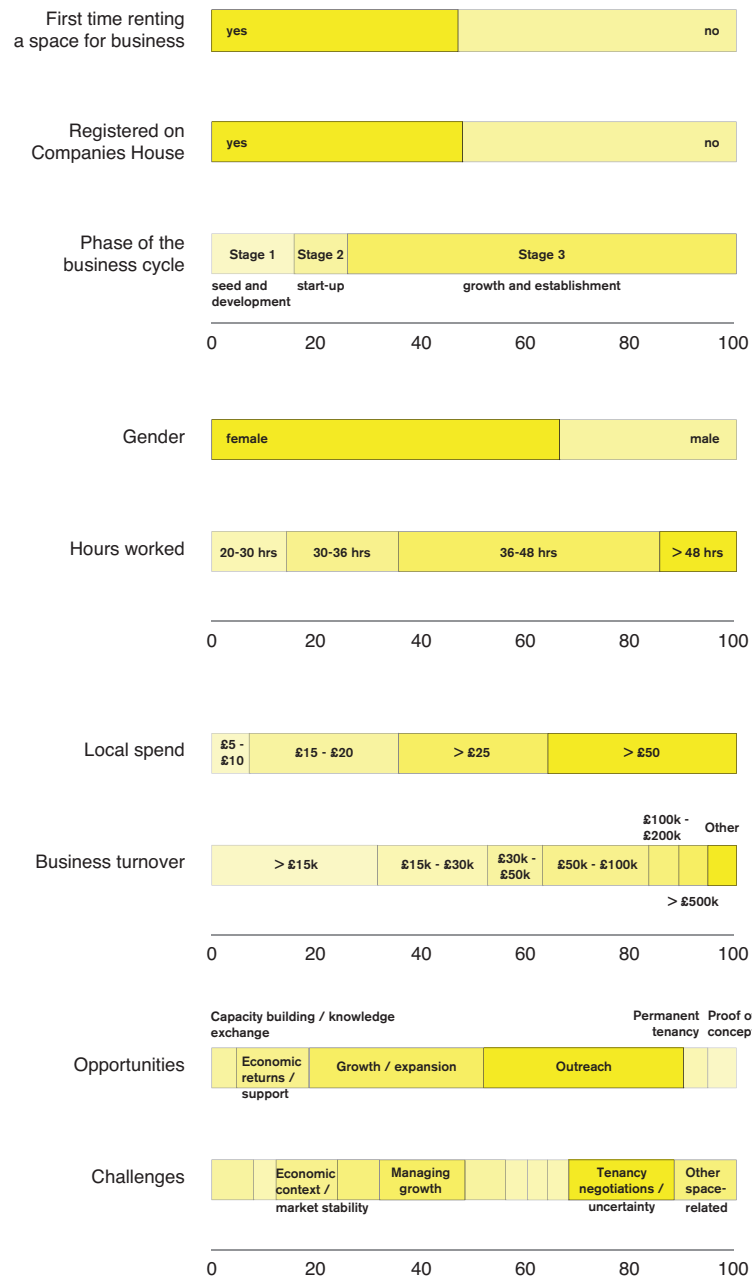 First time renting
a space for business
yes
no
Registered on
Companies House
yes
no
Phase of the
business cycle
Stage 1
Stage 2
Stage 3
seed and
development
start-up
growth and establishment
0 20 40 60 80 100
Gender
female
male
Hours worked
20-30 hrs
30-36 hrs
36-48 hrs
> 48 hrs
0 20 40 60 80 100
Local spend
£5 -
£10
£15 - £20
> £25
> £50
£100k -
£200k
Other
Business turnover
> £15k
£15k - £30k
£30k -
£50k
£50k - £100k
> £500k
0 20 40 60 80 100
Capacity building / knowledge
exchange
Permanent
tenancy
Proof o
concep
Opportunities
Economic
returns /
support
Growth / expansion
Outreach
Challenges
Economic
context /
market stability
Managing
growth
Tenancy
negotiations /
uncertainty
Other
space-
related
0 20 40 60 80 100